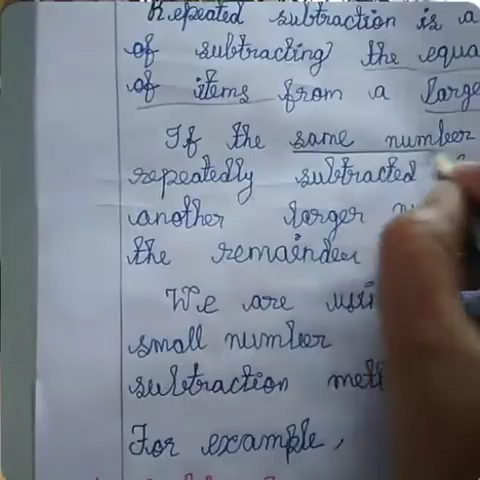 Repeated subtraction is a
of subtracting the equa
of items from a large
If the same number
repeatedly subtracted
another larger
the remainder
We are usi
small number
subtraction met
For example,